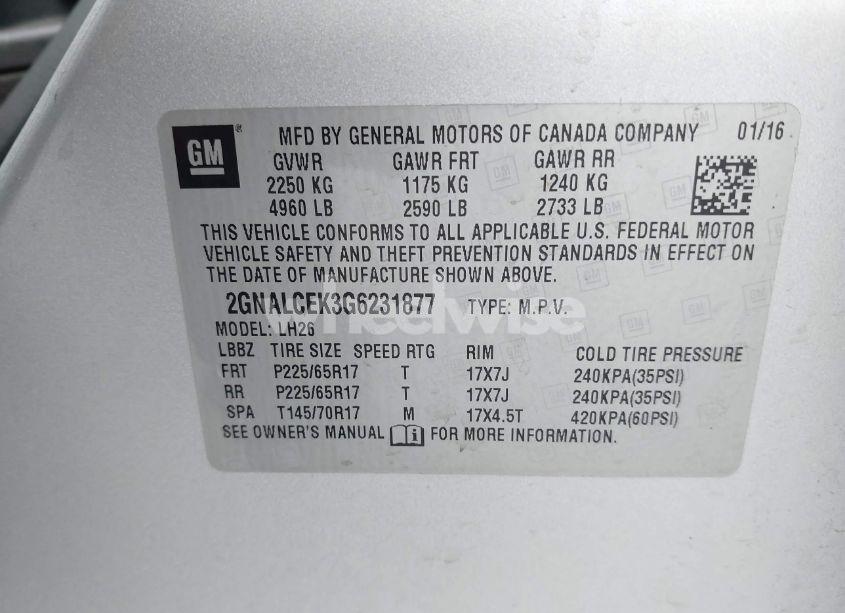 GM
MFD BY GENERAL MOTORS OF CANADA COMPANY 01/16
GVWR GAWR FRT GAWR RR
2250 KG 1175 KG 1240 KG
4960 LB 2590 LB 2733 LB
THIS VEHICLE CONFORMS TO ALL APPLICABLE U.S. FEDERAL MOTOR
VEHICLE SAFETY AND THEFT PREVENTION STANDARDS IN EFFECT ON
THE DATE OF MANUFACTURE SHOWN ABOVE.
2GNALCEK3G6231877 TYPE: M.P.V.
wheelwise
MODEL: LH26
LBBZ TIRE SIZE SPEED RTG RIM COLD TIRE PRESSURE
FRT P225/65R17 T 17X7J 240KPA(35PSI)
RR P225/65R17 T 17X7J 240KPA(35PSI)
SPA T145/70R17 M 17X4.5T 420KPA(60PSI)
SEE OWNER'S MANUAL FOR MORE INFORMATION.